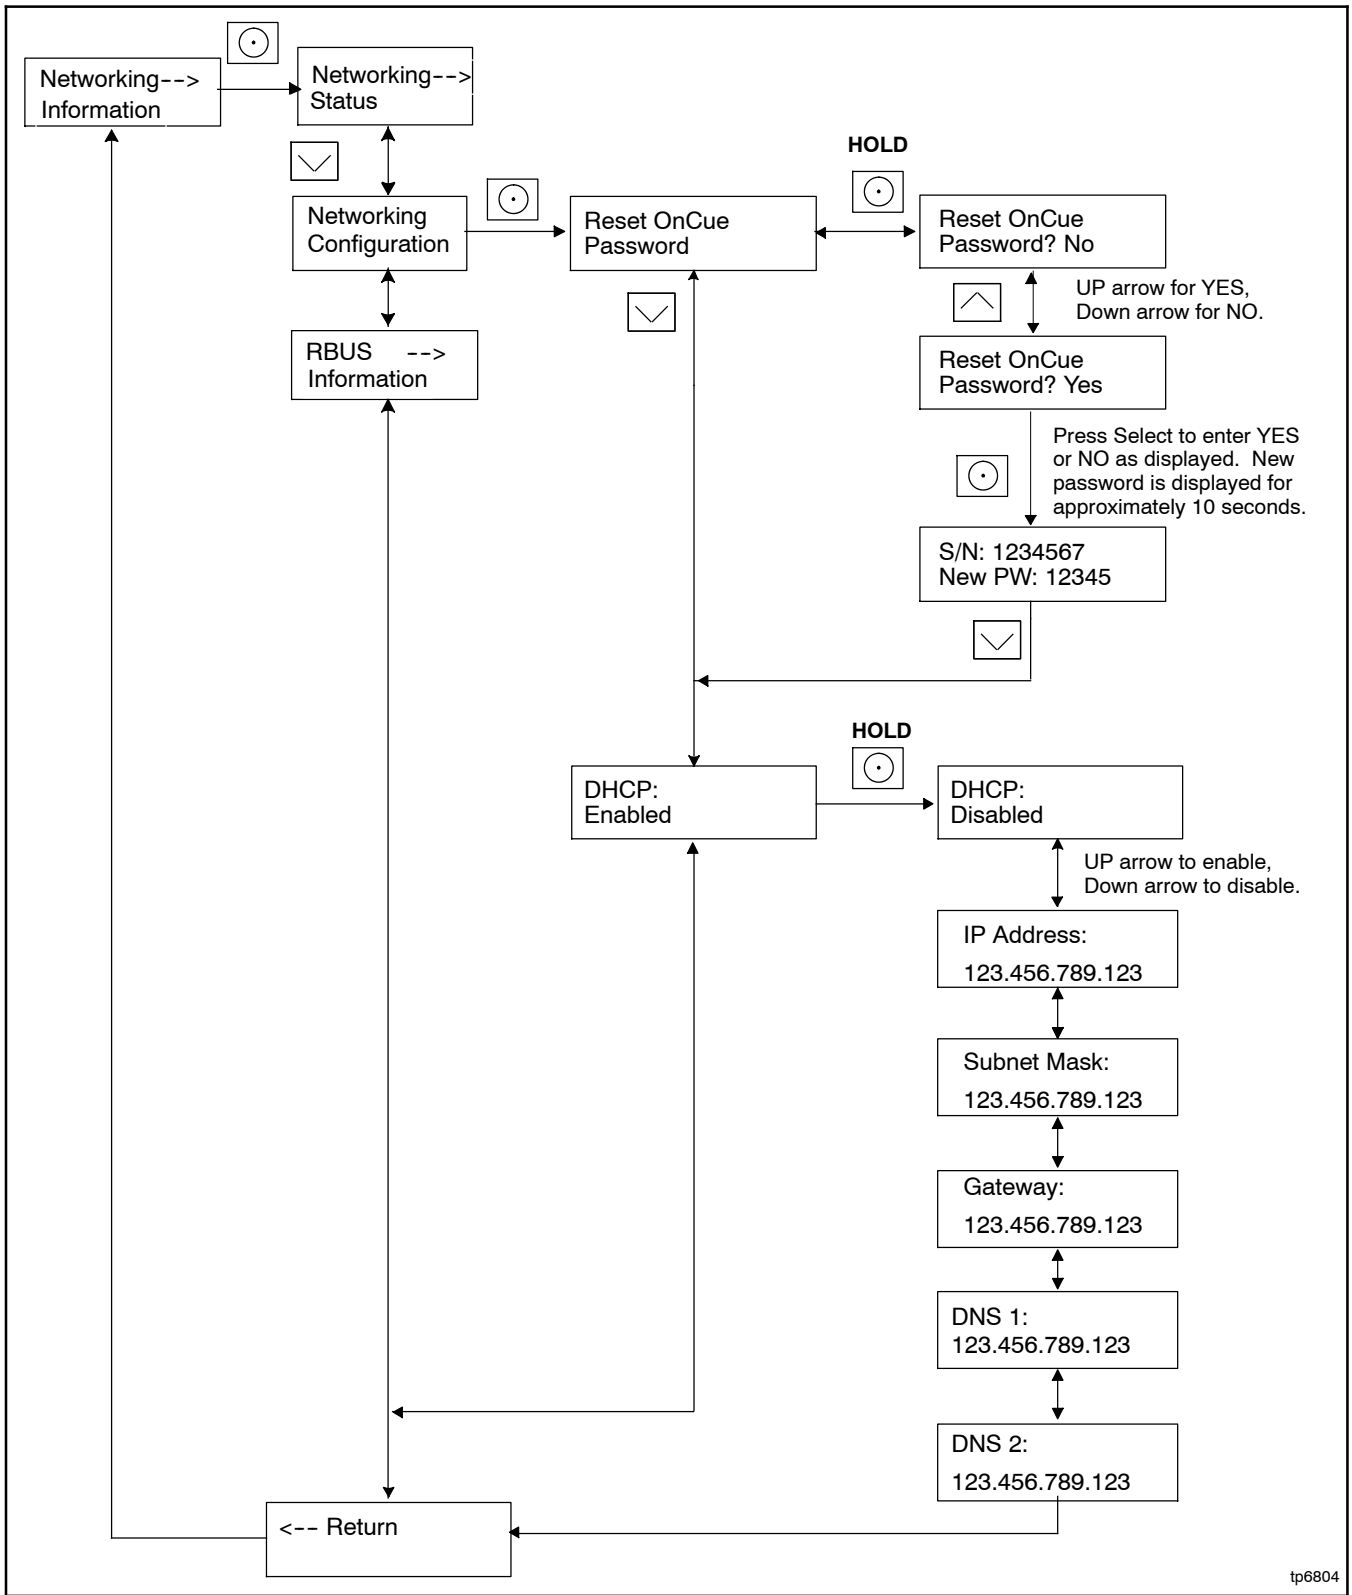 Networking-->
Information
Networking-->
Status
Networking
Configuration
RBUS -->
Information
Reset OnCue
Password
HOLD
Reset OnCue
Password? No
UP arrow for YES,
Down arrow for NO.
Reset OnCue
Password? Yes
Press Select to enter YES
or NO as displayed. New
password is displayed for
approximately 10 seconds.
S/N: 1234567
New PW: 12345
DHCP:
Enabled
HOLD
DHCP:
Disabled
UP arrow to enable,
Down arrow to disable.
IP Address:
123.456.789.123
Subnet Mask:
123.456.789.123
Gateway:
123.456.789.123
DNS 1:
123.456.789.123
DNS 2:
123.456.789.123
<-- Return
tp6804